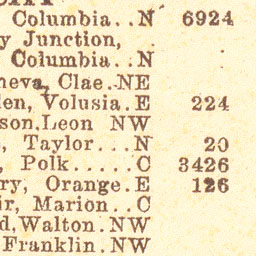 Columbia..N 6924
y Junction,
Columbia..N
neva, Clae..NE
len, Volusia.E 224
son,Leon NW
, Taylor...N 20
, Polk.....C 3426
ry, Orange.E 126
ir, Marion..C
d,Walton.NW
Franklin.NW